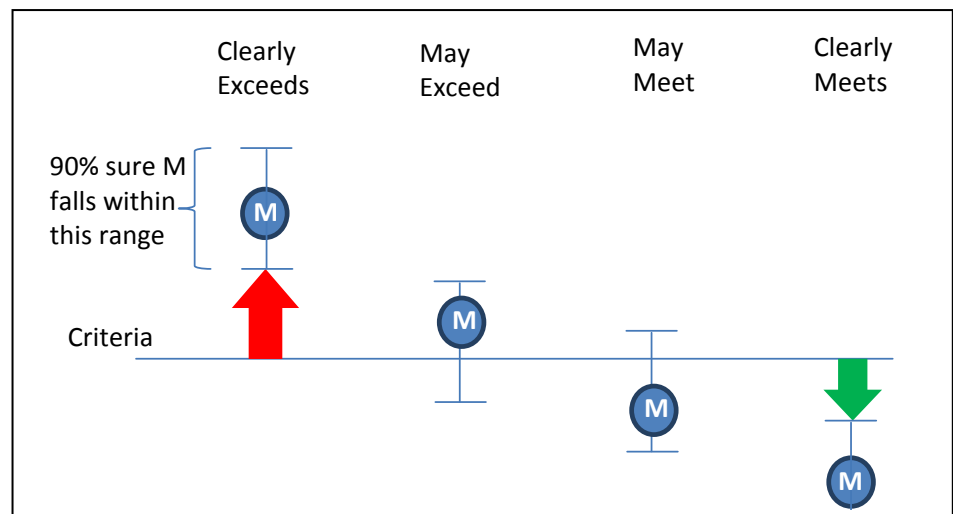 Clearly
Exceeds
May
Exceed
May
Meet
Clearly
Meets
90% sure M
falls within
this range
M
Criteria
M
M
M